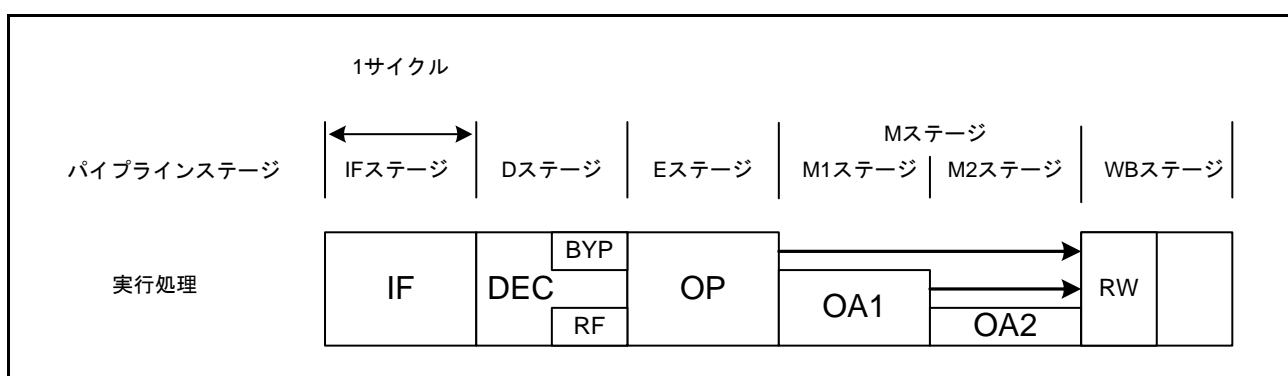 1サイクル
Mステージ
パイプラインステージ IFステージ Dステージ Eステージ M1ステージ M2ステージ WBステージ
実行処理 IF DEC BYP RF OP OA1 OA2 RW